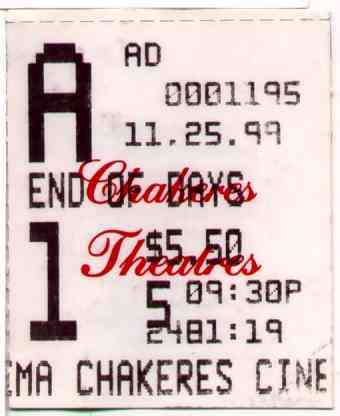 A
AD
0001195
11.25.99
END OF DAYS
Chakeres
Theatres
1
$5.50
5 09:30P
2481:19
EMA CHAKERES CINE